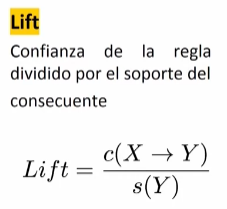 Lift
Confianza de la regla
dividido por el soporte del
consecuente
Lift = c(X → Y) / s(Y)